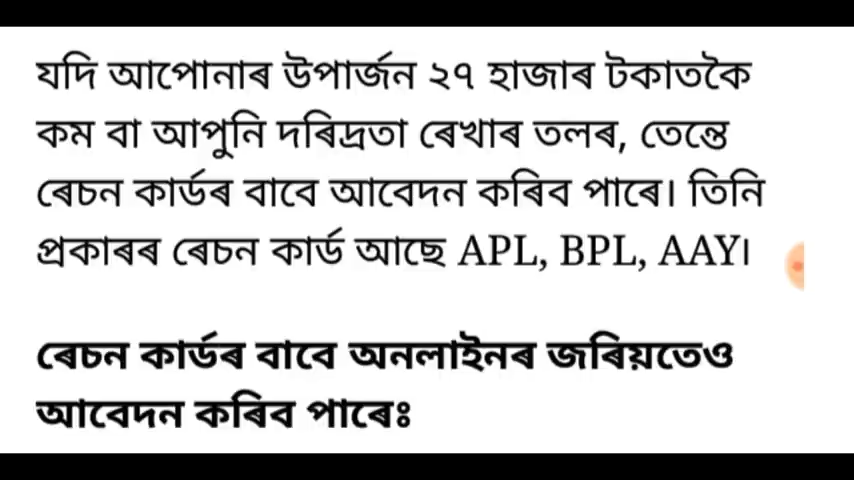 যদি আপোনাৰ উপাৰ্জন ২৭ হাজাৰ টকাতকৈ
কম বা আপুনি দৰিদ্ৰতা ৰেখাৰ তলৰ, তেন্তে
ৰেচন কাৰ্ডৰ বাবে আবেদন কৰিব পাৰে। তিনি
প্ৰকাৰৰ ৰেচন কাৰ্ড আছে APL, BPL, AAY।
ৰেচন কাৰ্ডৰ বাবে অনলাইনৰ জৰিয়তেও
আবেদন কৰিব পাৰেঃ